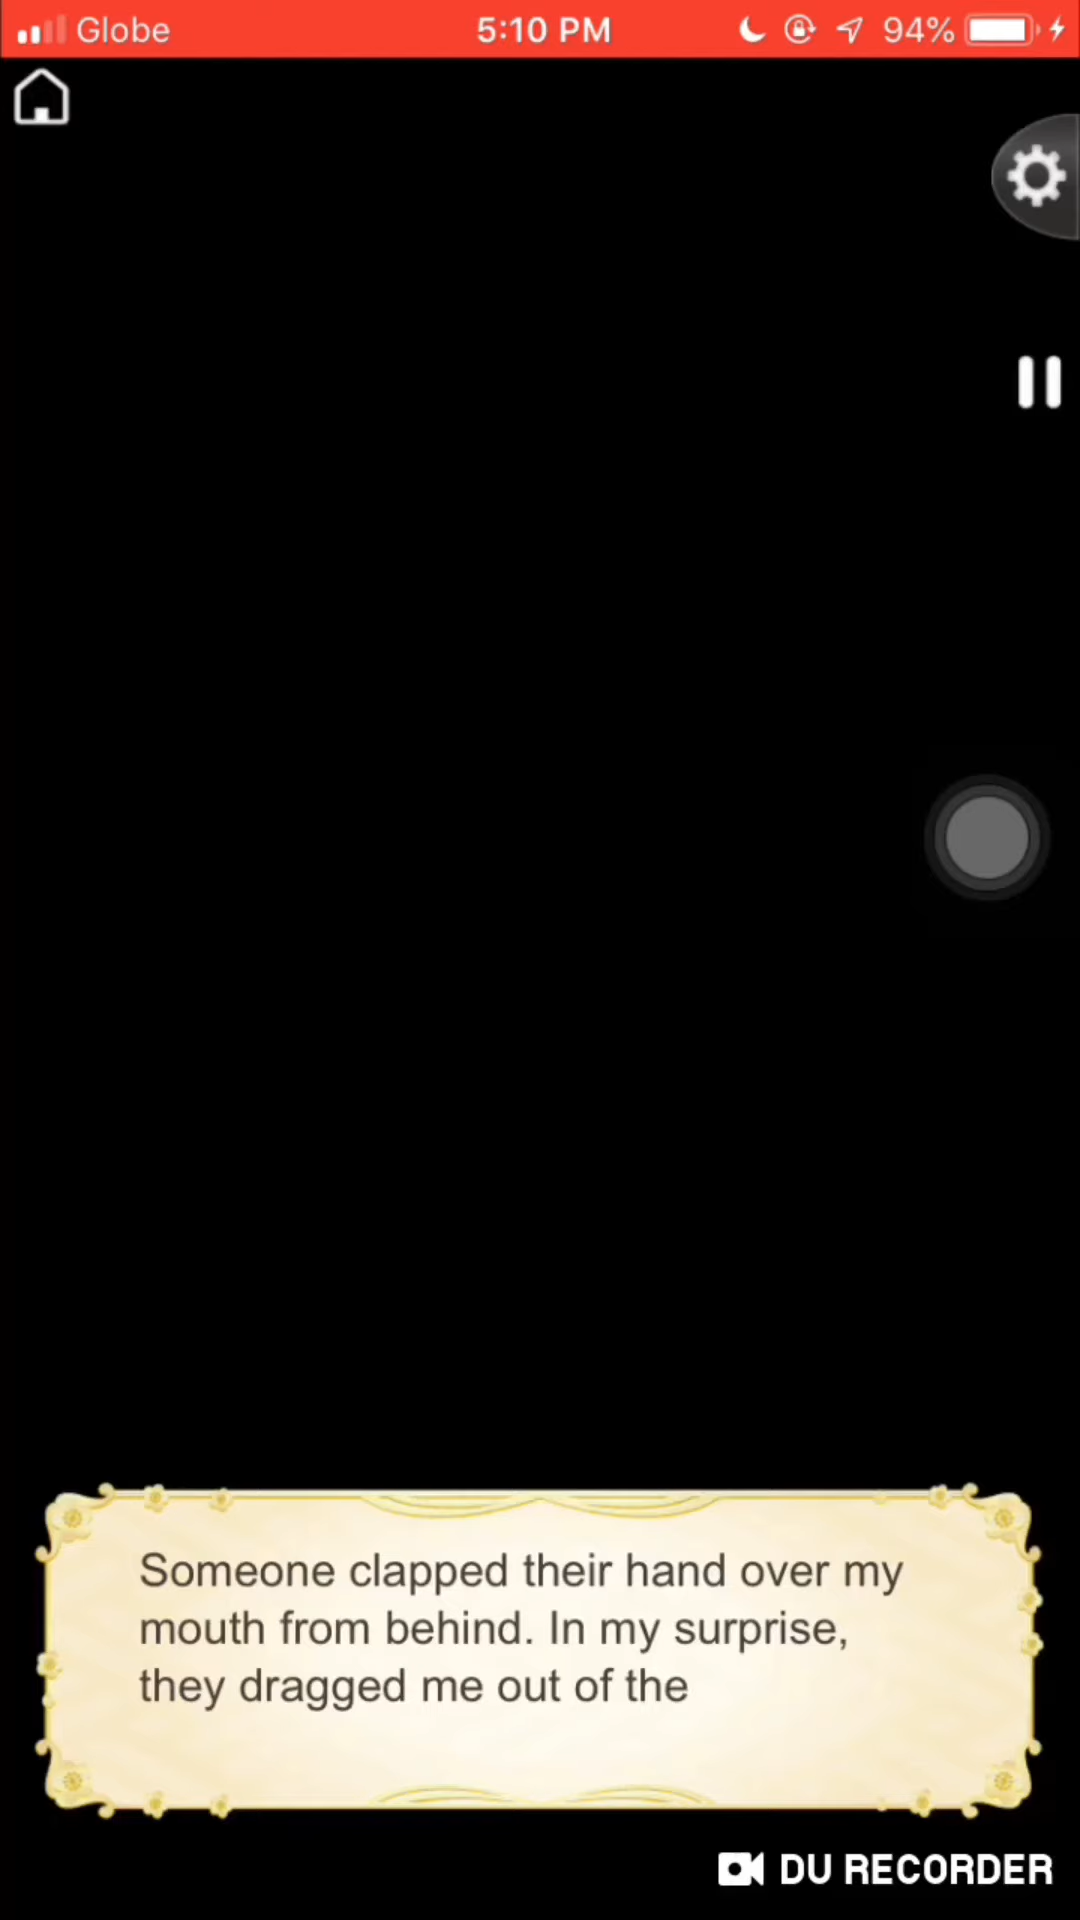 Globe
5:10 PM
94%
Someone clapped their hand over my
mouth from behind. In my surprise,
they dragged me out of the
DU RECORDER